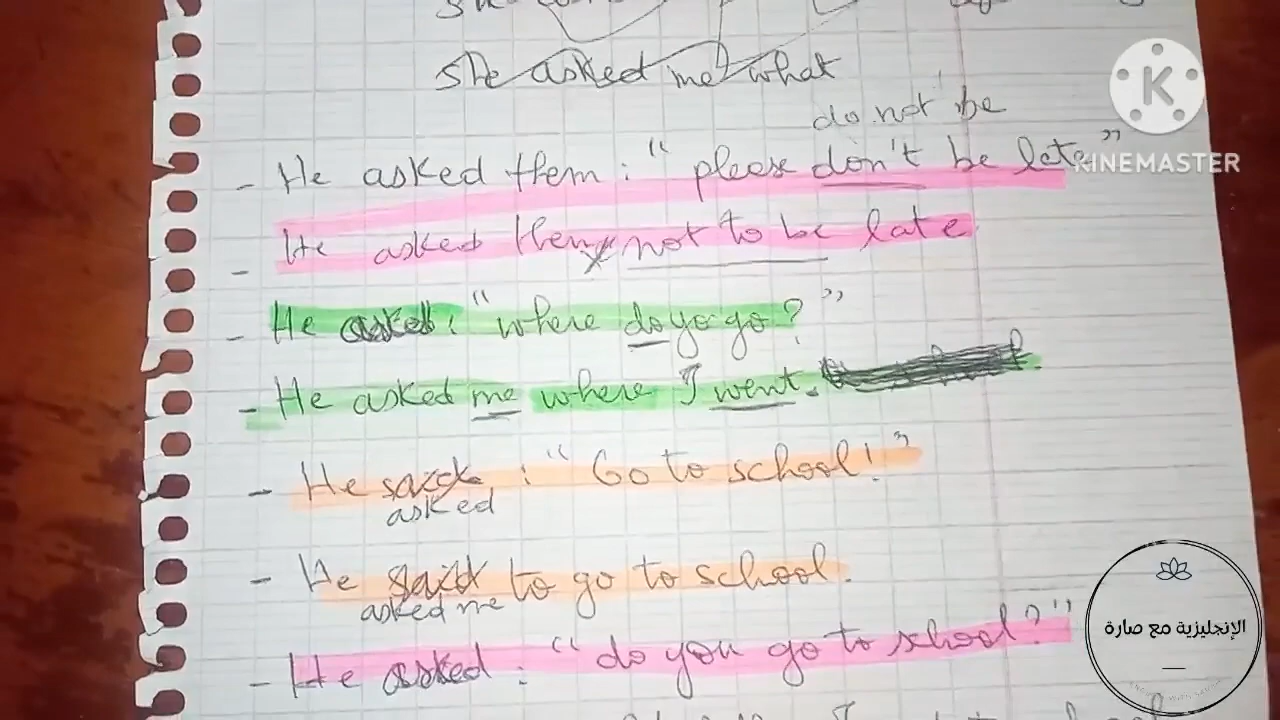 She asked me what
do not be
- He asked them : “ please don't be late ”
KINEMASTER
- He asked them not to be late.
- He asked : “ where do yo go ? ”
- He asked me where I went.
- He said : “ Go to school ! ”
asked
- He said to go to school.
asked me
الإنجليزية مع صارة
- He asked : “ do you go to school ? ”